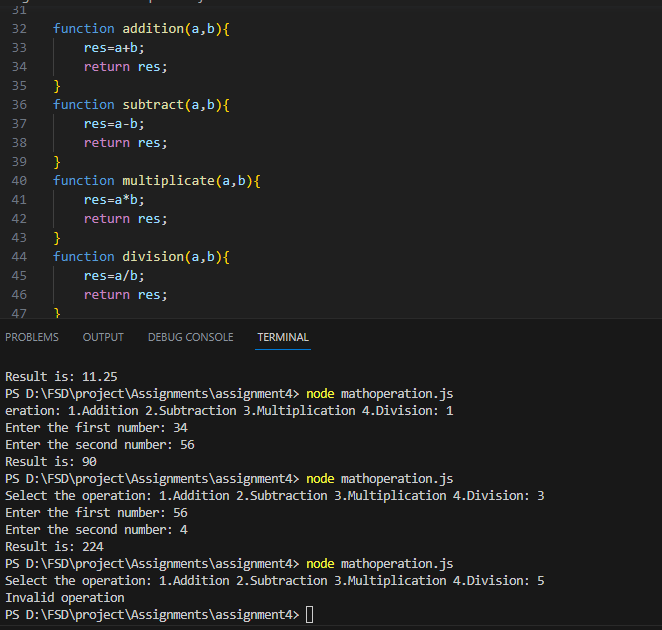 31
32 function addition(a,b){
33 res=a+b;
34 return res;
35 }
36 function subtract(a,b){
37 res=a-b;
38 return res;
39 }
40 function multiplicate(a,b){
41 res=a*b;
42 return res;
43 }
44 function division(a,b){
45 res=a/b;
46 return res;
47 }
PROBLEMS OUTPUT DEBUG CONSOLE TERMINAL
Result is: 11.25
PS D:\FSD\project\Assignments\assignment4> node mathoperation.js
eration: 1.Addition 2.Subtraction 3.Multiplication 4.Division: 1
Enter the first number: 34
Enter the second number: 56
Result is: 90
PS D:\FSD\project\Assignments\assignment4> node mathoperation.js
Select the operation: 1.Addition 2.Subtraction 3.Multiplication 4.Division: 3
Enter the first number: 56
Enter the second number: 4
Result is: 224
PS D:\FSD\project\Assignments\assignment4> node mathoperation.js
Select the operation: 1.Addition 2.Subtraction 3.Multiplication 4.Division: 5
Invalid operation
PS D:\FSD\project\Assignments\assignment4>